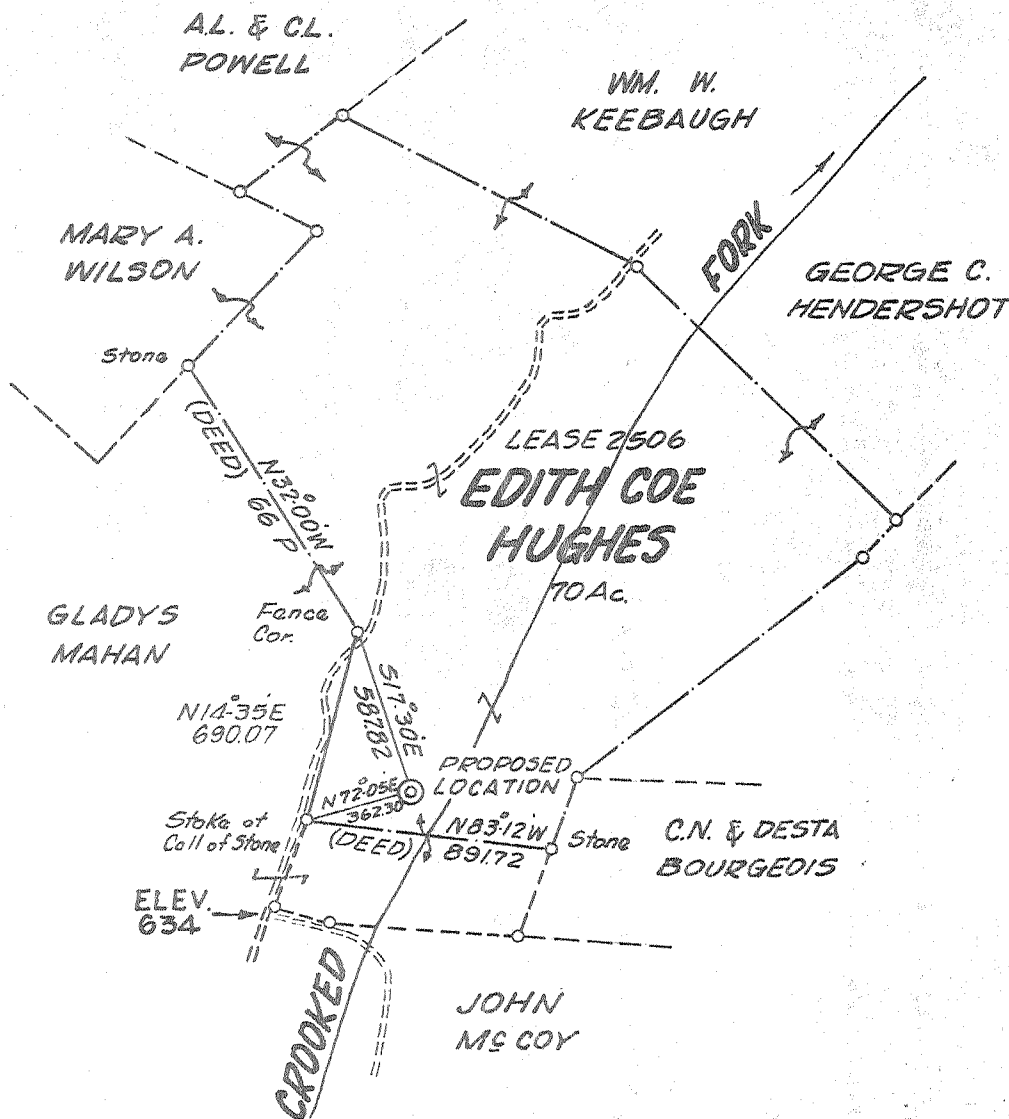 A.L. & C.L.
POWELL
WM. W.
KEEBAUGH
MARY A.
WILSON
FORK
GEORGE C.
HENDERSHOT
Stone
N32°00'W
(DEED) 66 P
LEASE 2506
EDITH COE
HUGHES
70 Ac.
GLADYS
MAHAN
Fence
Cor.
N14°35'E
690.07
S17°30'E
587.82
PROPOSED
LOCATION
N72°05'E
362.30
Stake at
Call of Stone
N83°12'W
(DEED) 891.72
Stone
C.N. & DESTA
BOURGEOIS
ELEV.
634
CROOKED
JOHN
McCOY